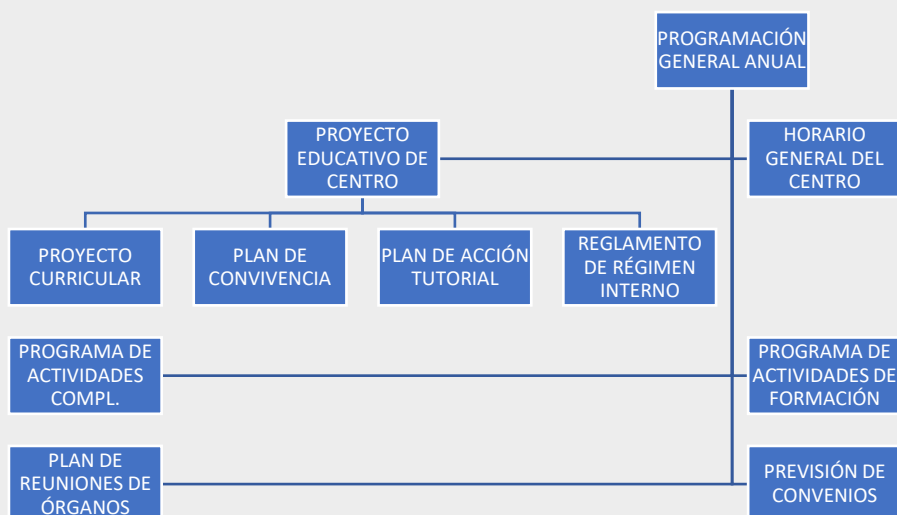 PROGRAMACIÓN
GENERAL ANUAL
PROYECTO
EDUCATIVO DE
CENTRO
HORARIO
GENERAL DEL
CENTRO
PROYECTO
CURRICULAR
PLAN DE
CONVIVENCIA
PLAN DE ACCIÓN
TUTORIAL
REGLAMENTO
DE RÉGIMEN
INTERNO
PROGRAMA DE
ACTIVIDADES
COMPL.
PROGRAMA DE
ACTIVIDADES DE
FORMACIÓN
PLAN DE
REUNIONES DE
ÓRGANOS
PREVISIÓN DE
CONVENIOS